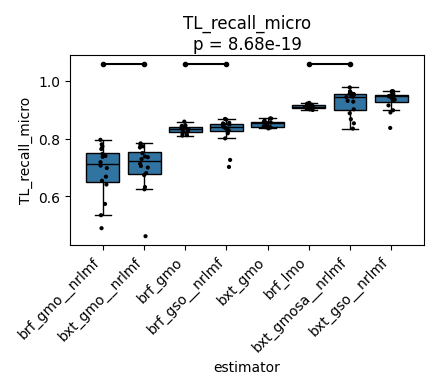 TL_recall_micro
p = 8.68e-19
TL_recall_micro
1.0
0.8
0.6
brf_gmo__nrlmf
bxt_gmo__nrlmf
brf_gmo
brf_gso__nrlmf
bxt_gmo
brf_lmo
bxt_gmosa__nrlmf
bxt_gso__nrlmf
estimator